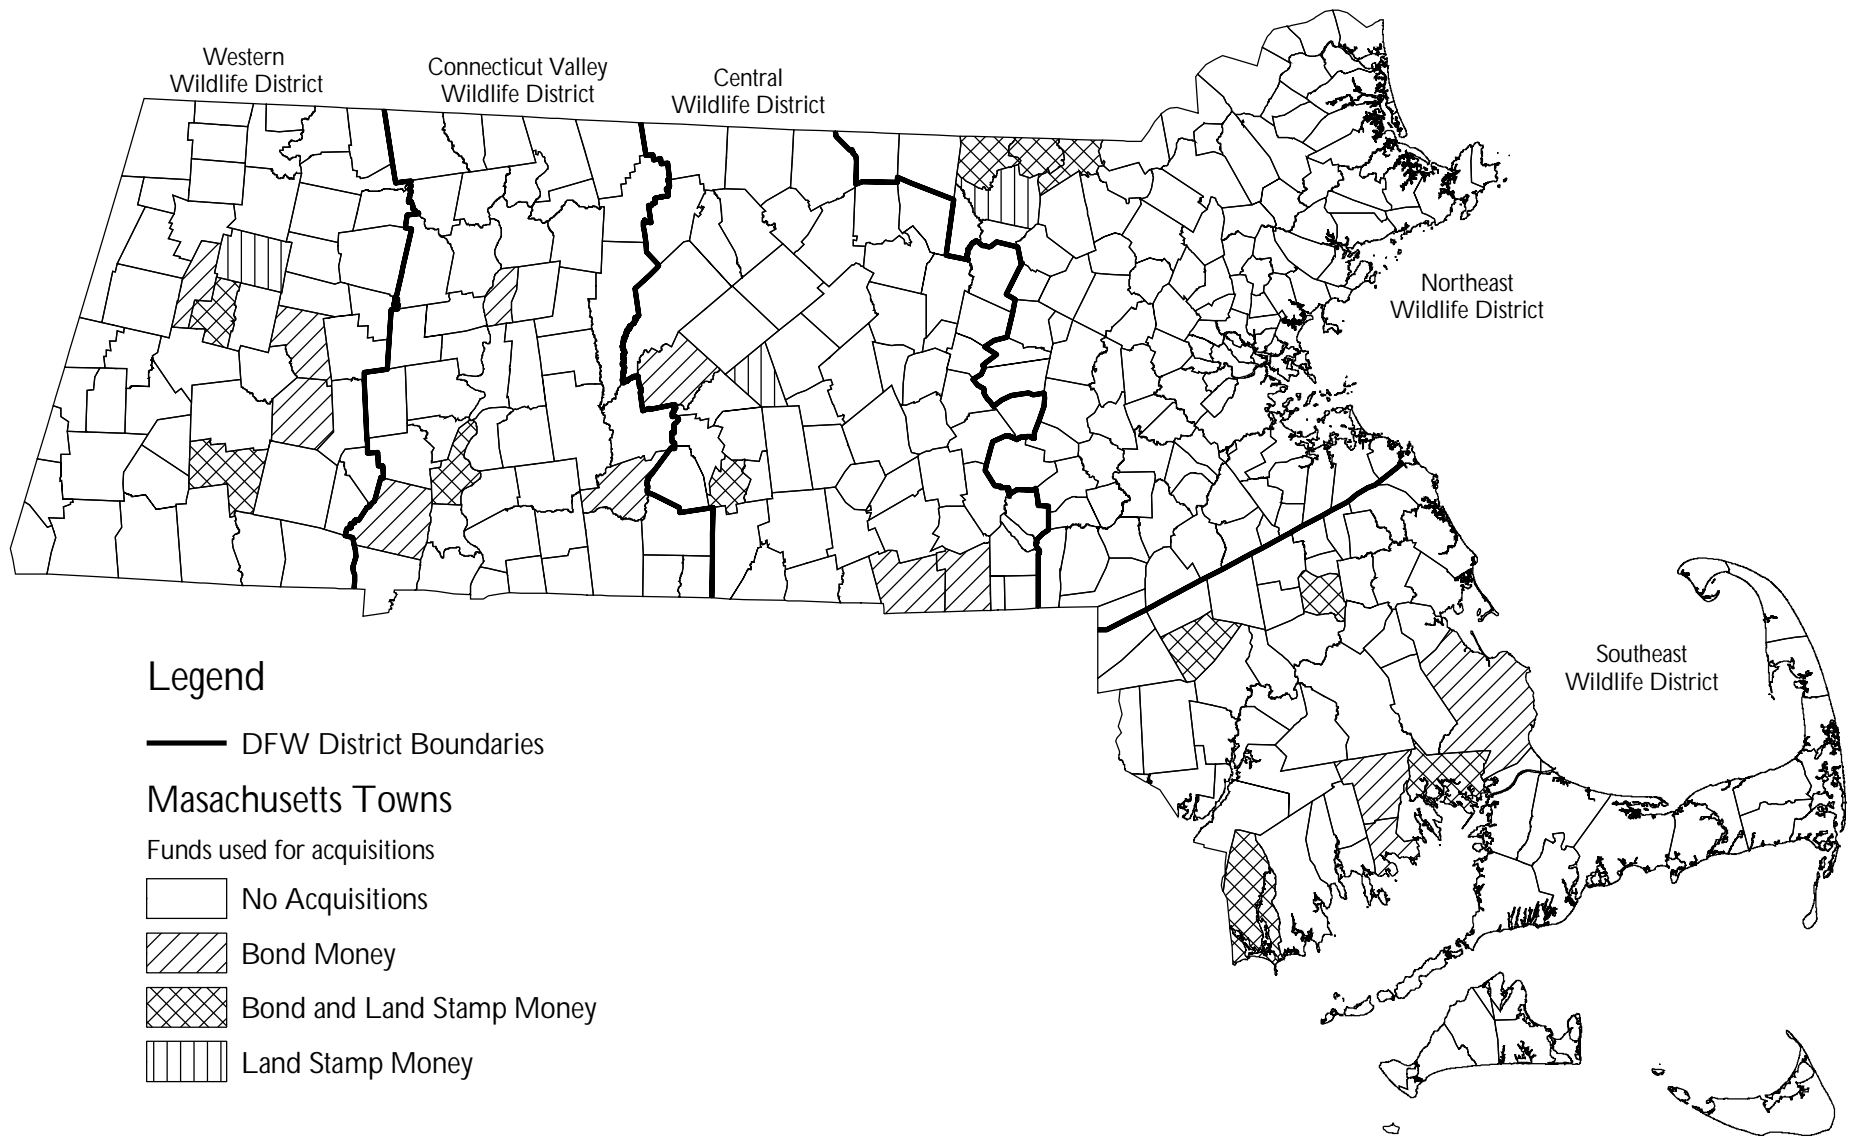 Western
Wildlife District
Connecticut Valley
Wildlife District
Central
Wildlife District
Northeast
Wildlife District
Southeast
Wildlife District
Legend
DFW District Boundaries
Masachusetts Towns
Funds used for acquisitions
No Acquisitions
Bond Money
Bond and Land Stamp Money
Land Stamp Money